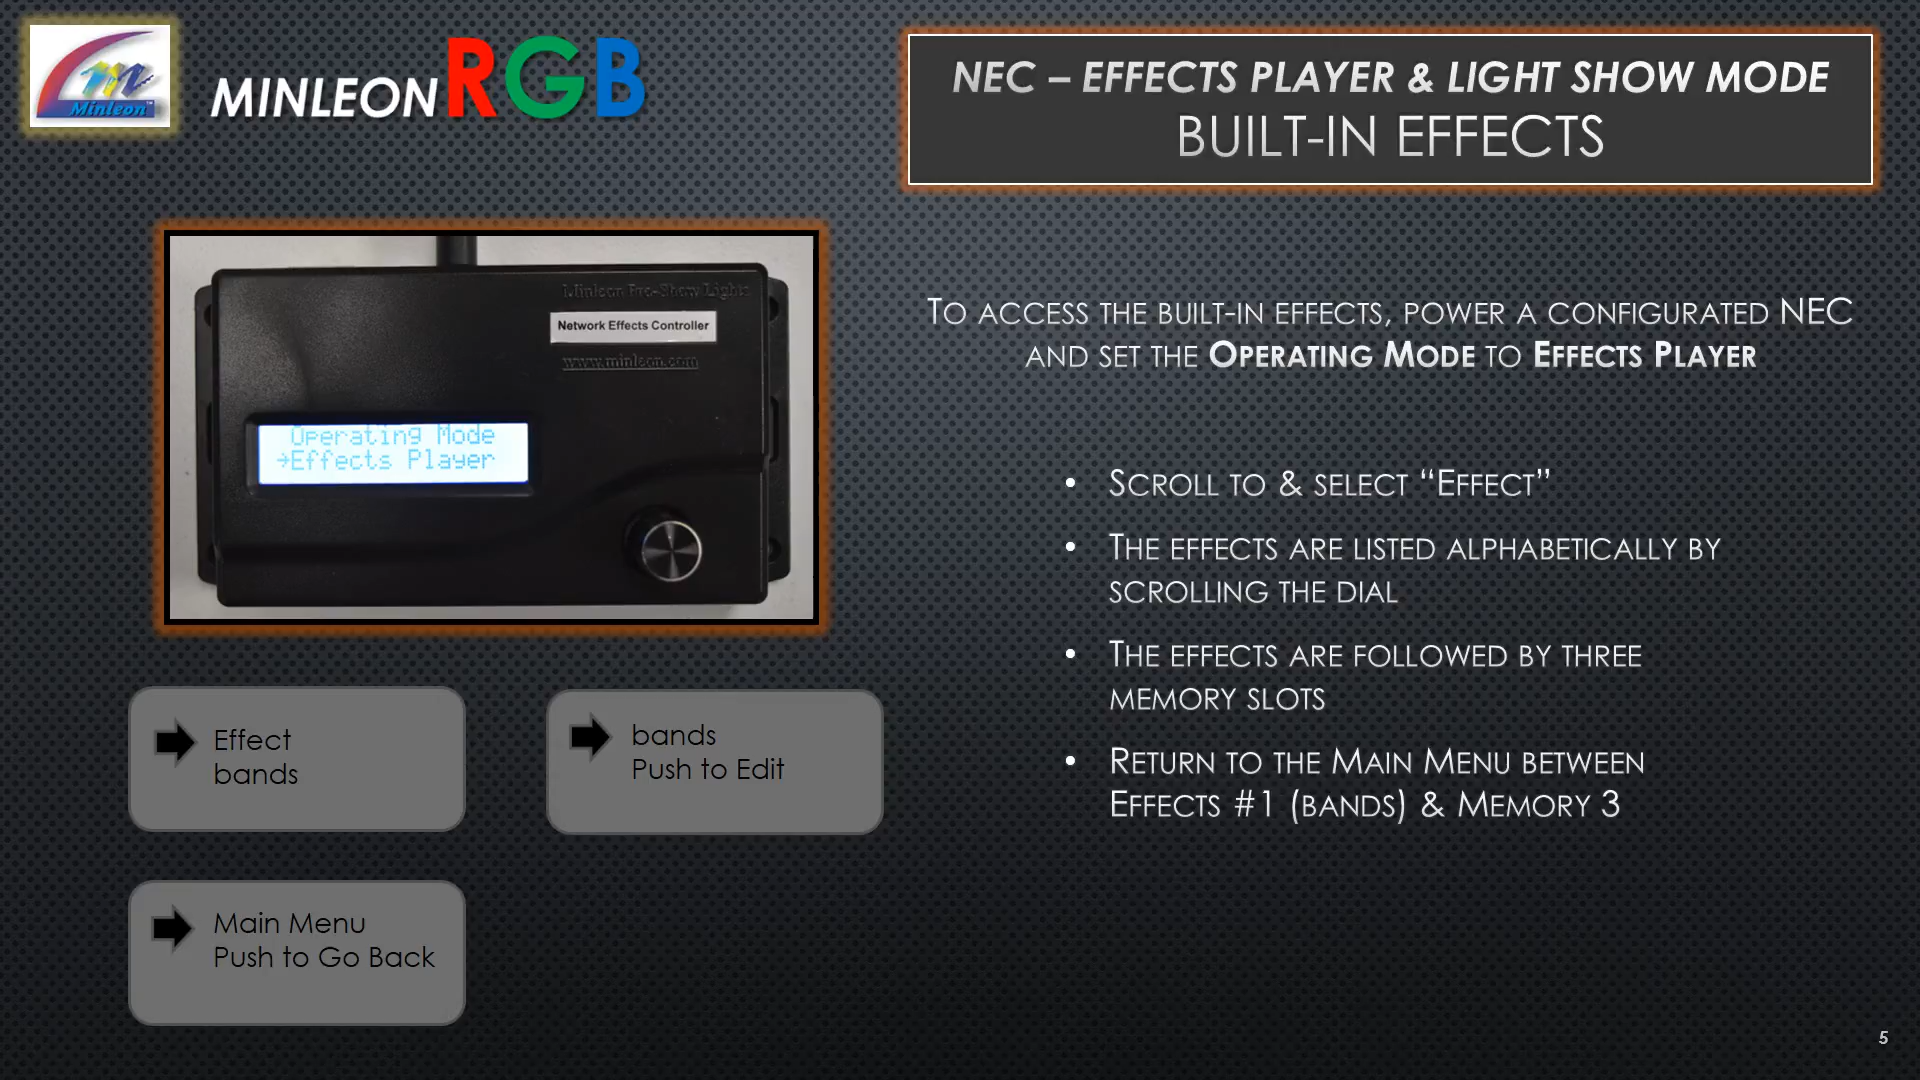 Minleon
MINLEON RGB
NEC – EFFECTS PLAYER & LIGHT SHOW MODE
BUILT-IN EFFECTS
Minleon Pro-Show Lights
Network Effects Controller
www.minleon.com
Operating Mode
→Effects Player
TO ACCESS THE BUILT-IN EFFECTS, POWER A CONFIGURATED NEC
AND SET THE OPERATING MODE TO EFFECTS PLAYER
• SCROLL TO & SELECT “EFFECT”
• THE EFFECTS ARE LISTED ALPHABETICALLY BY
SCROLLING THE DIAL
• THE EFFECTS ARE FOLLOWED BY THREE
MEMORY SLOTS
• RETURN TO THE MAIN MENU BETWEEN
EFFECTS #1 (BANDS) & MEMORY 3
Effect
bands
bands
Push to Edit
Main Menu
Push to Go Back
5